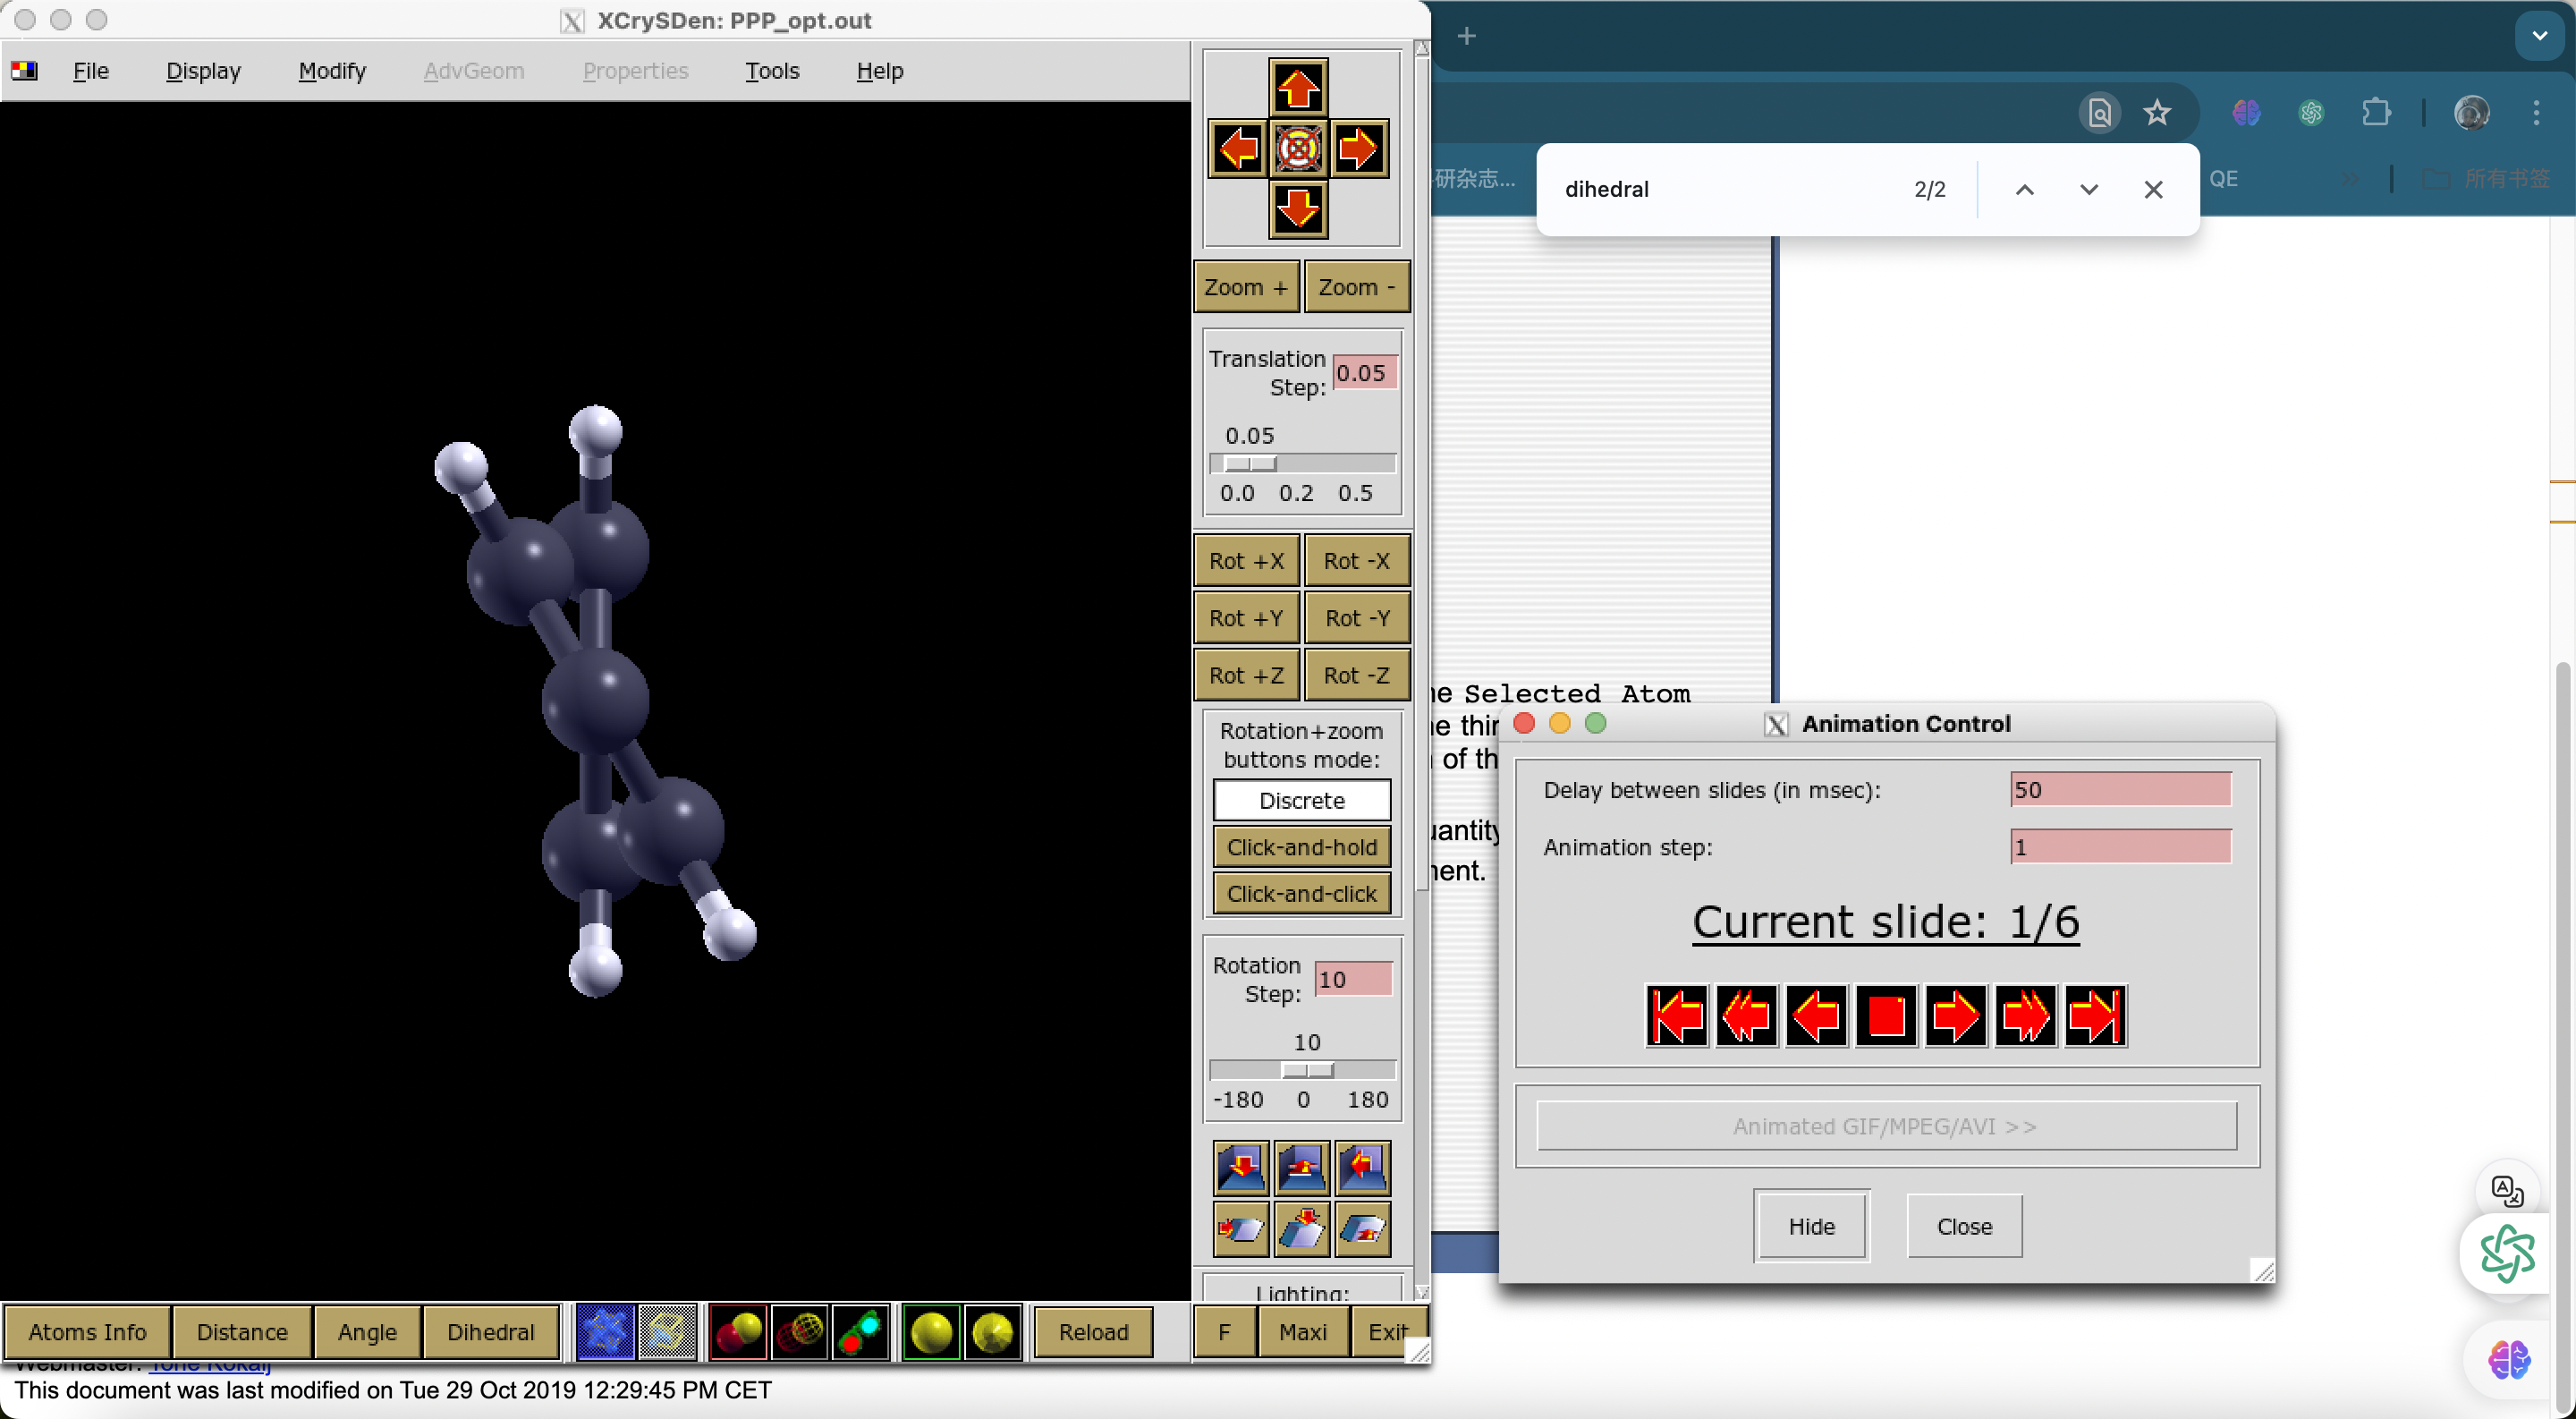 XCrySDen: PPP_opt.out
File Display Modify AdvGeom Properties Tools Help
Zoom + Zoom -
Translation
Step: 0.05
0.05
0.0 0.2 0.5
Rot +X Rot -X
Rot +Y Rot -Y
Rot +Z Rot -Z
Rotation+zoom
buttons mode:
Discrete
Click-and-hold
Click-and-click
Rotation
Step: 10
10
-180 0 180
Lighting:
Atoms Info Distance Angle Dihedral Reload F Maxi Exit
dihedral 2/2
研杂志... QE » 所有书签
Selected Atom
of
ment.
Animation Control
Delay between slides (in msec): 50
Animation step: 1
Current slide: 1/6
Animated GIF/MPEG/AVI >>
Hide Close
Webmaster: Tone Kokalj
This document was last modified on Tue 29 Oct 2019 12:29:45 PM CET